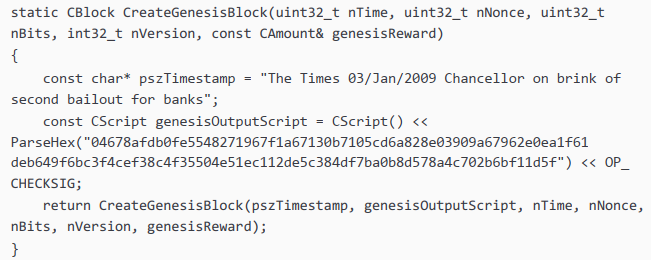 static CBlock CreateGenesisBlock(uint32_t nTime, uint32_t nNonce, uint32_t
nBits, int32_t nVersion, const CAmount& genesisReward)
{
    const char* pszTimestamp = "The Times 03/Jan/2009 Chancellor on brink of
second bailout for banks";
    const CScript genesisOutputScript = CScript() <<
ParseHex("04678afdb0fe5548271967f1a67130b7105cd6a828e03909a67962e0ea1f61
deb649f6bc3f4cef38c4f35504e51ec112de5c384df7ba0b8d578a4c702b6bf11d5f") << OP_
CHECKSIG;
    return CreateGenesisBlock(pszTimestamp, genesisOutputScript, nTime, nNonce,
nBits, nVersion, genesisReward);
}